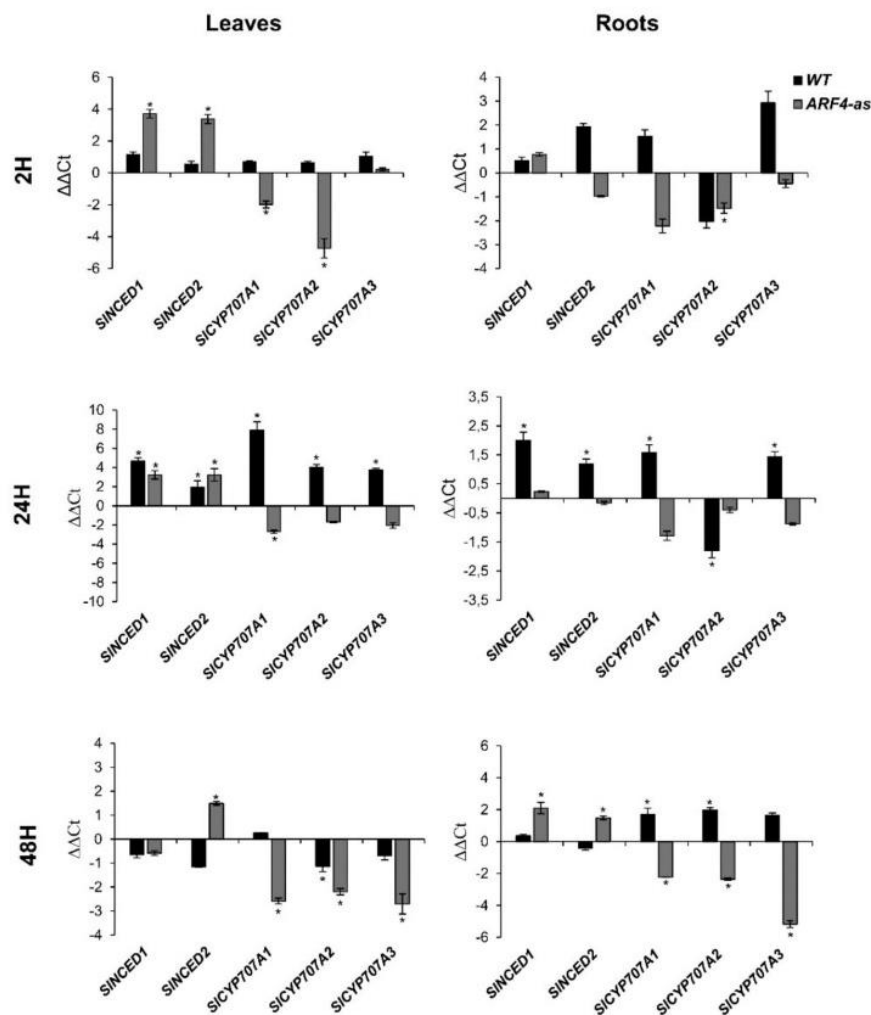 Leaves
Roots
2H
ΔΔCt
6
4
2
0
-2
-4
-6
*
*
*
*
SlNCED1
SlNCED2
SlCYP707A1
SlCYP707A2
SlCYP707A3
4
3
2
1
0
-1
-2
-3
-4
*
WT
ARF4-as
SlNCED1
SlNCED2
SlCYP707A1
SlCYP707A2
SlCYP707A3
24H
ΔΔCt
10
8
6
4
2
0
-2
-4
-6
-8
-10
*
*
*
*
*
*
*
*
SlNCED1
SlNCED2
SlCYP707A1
SlCYP707A2
SlCYP707A3
ΔΔCt
3,5
2,5
1,5
0,5
-0,5
-1,5
-2,5
-3,5
*
*
*
*
*
SlNCED1
SlNCED2
SlCYP707A1
SlCYP707A2
SlCYP707A3
48H
ΔΔCt
4
3
2
1
0
-1
-2
-3
-4
*
*
*
*
*
SlNCED1
SlNCED2
SlCYP707A1
SlCYP707A2
SlCYP707A3
ΔΔCt
6
4
2
0
-2
-4
-6
*
*
*
*
*
*
*
SlNCED1
SlNCED2
SlCYP707A1
SlCYP707A2
SlCYP707A3